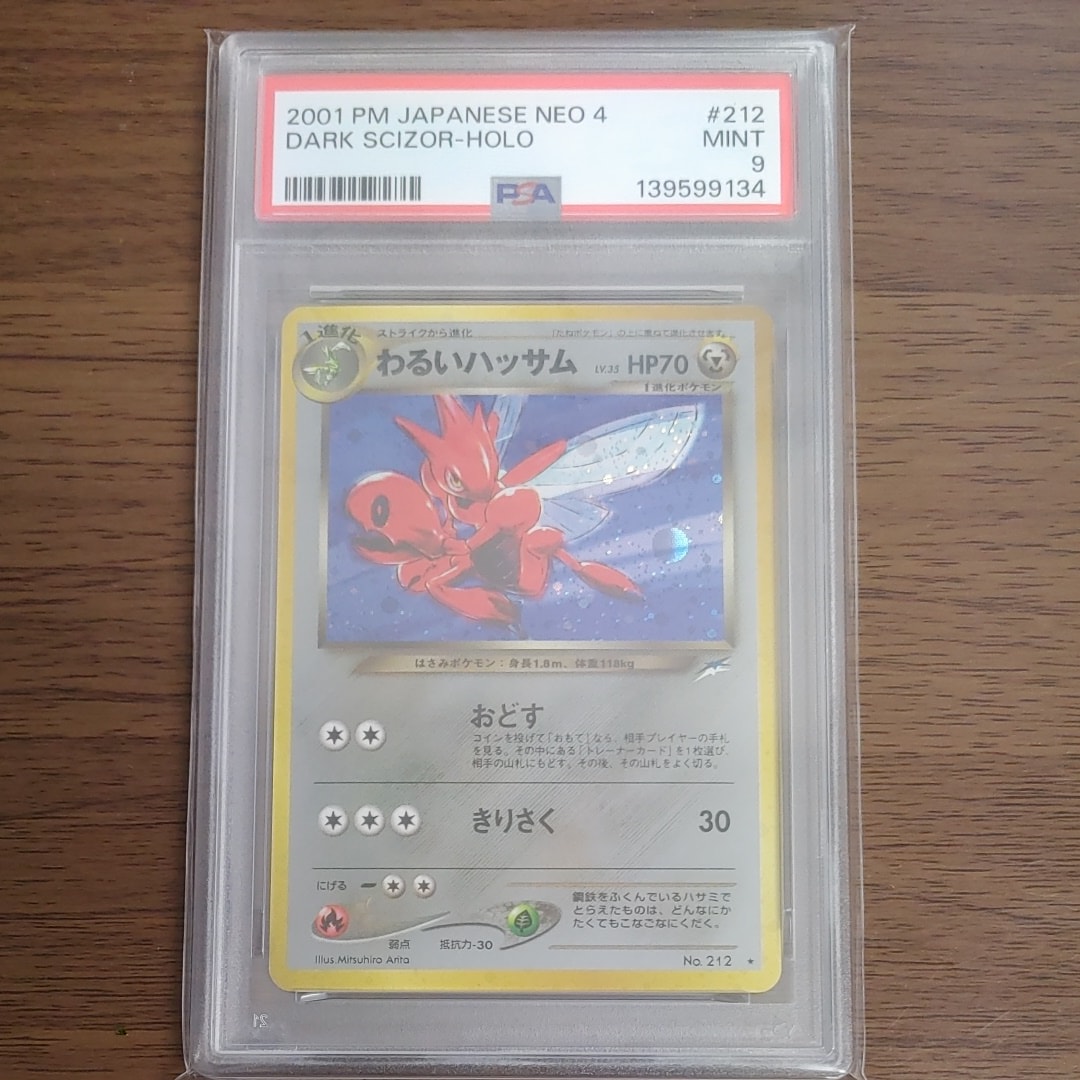 2001 PM JAPANESE NEO 4 #212
DARK SCIZOR-HOLO MINT
9
PSA 139599134
1進化
ストライクから進化 「たねポケモン」の上に重ねて進化させます。
わるいハッサム LV.35 HP70
1進化ポケモン
はさみポケモン：身長1.8m、体重118kg
おどす
コインを投げて「おもて」なら、相手プレイヤーの手札
を見る。その中にある「トレーナーカード」を1枚選び、
相手の山札にもどす。その後、その山札をよく切る。
きりさく 30
にげる
鋼鉄をふくんでいるハサミで
とらえたものは、どんなにか
たくてもこなごなにくだく。
弱点 抵抗力-30
Illus.Mitsuhiro Arita No.212 ★